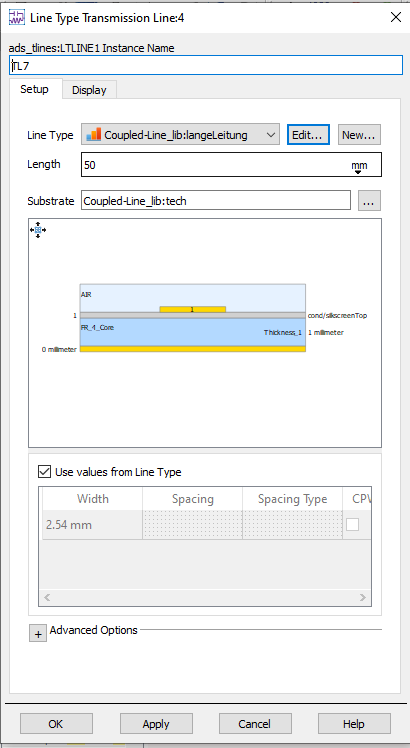 Line Type Transmission Line:4
ads_tlines:LTLINE1 Instance Name
TL7
Setup Display
Line Type Coupled-Line_lib:langeLeitung Edit... New...
Length 50 mm
Substrate Coupled-Line_lib:tech ...
AIR
1
1 cond/silkscreenTop
FR_4_Core
Thickness_1 1 millimeter
0 millimeter
Use values from Line Type
Width Spacing Spacing Type CPW
2.54 mm
+ Advanced Options
OK Apply Cancel Help